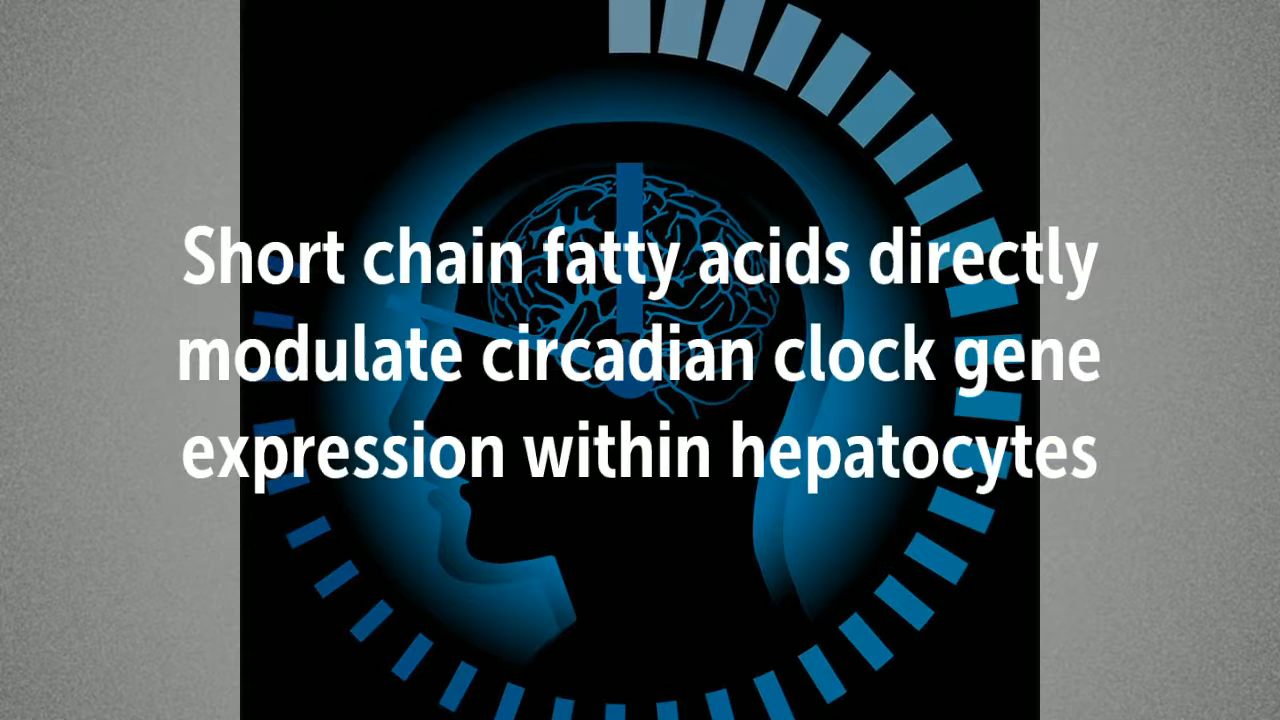 Short chain fatty acids directly
modulate circadian clock gene
expression within hepatocytes